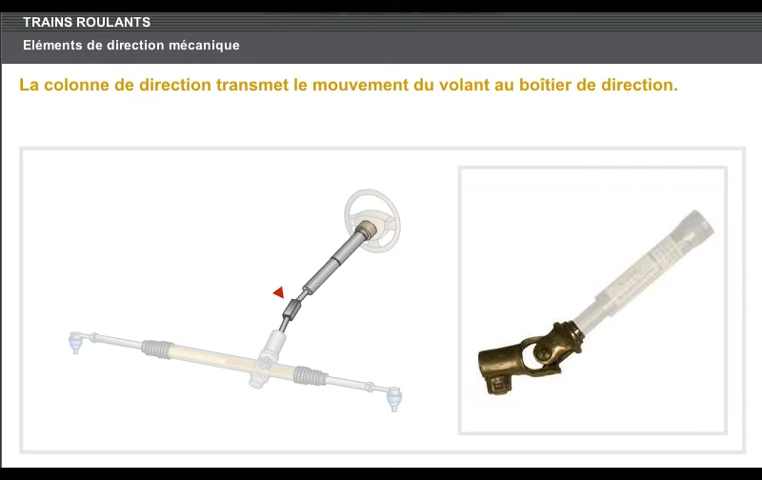 TRAINS ROULANTS
Eléments de direction mécanique
La colonne de direction transmet le mouvement du volant au boîtier de direction.